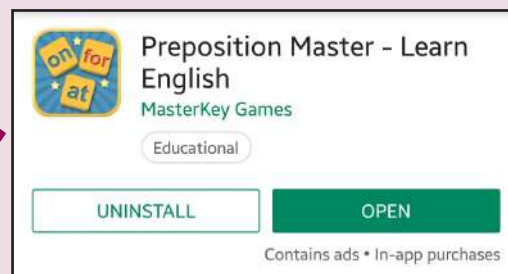 on for
at
Preposition Master - Learn
English
MasterKey Games
Educational
UNINSTALL OPEN
Contains ads • In-app purchases